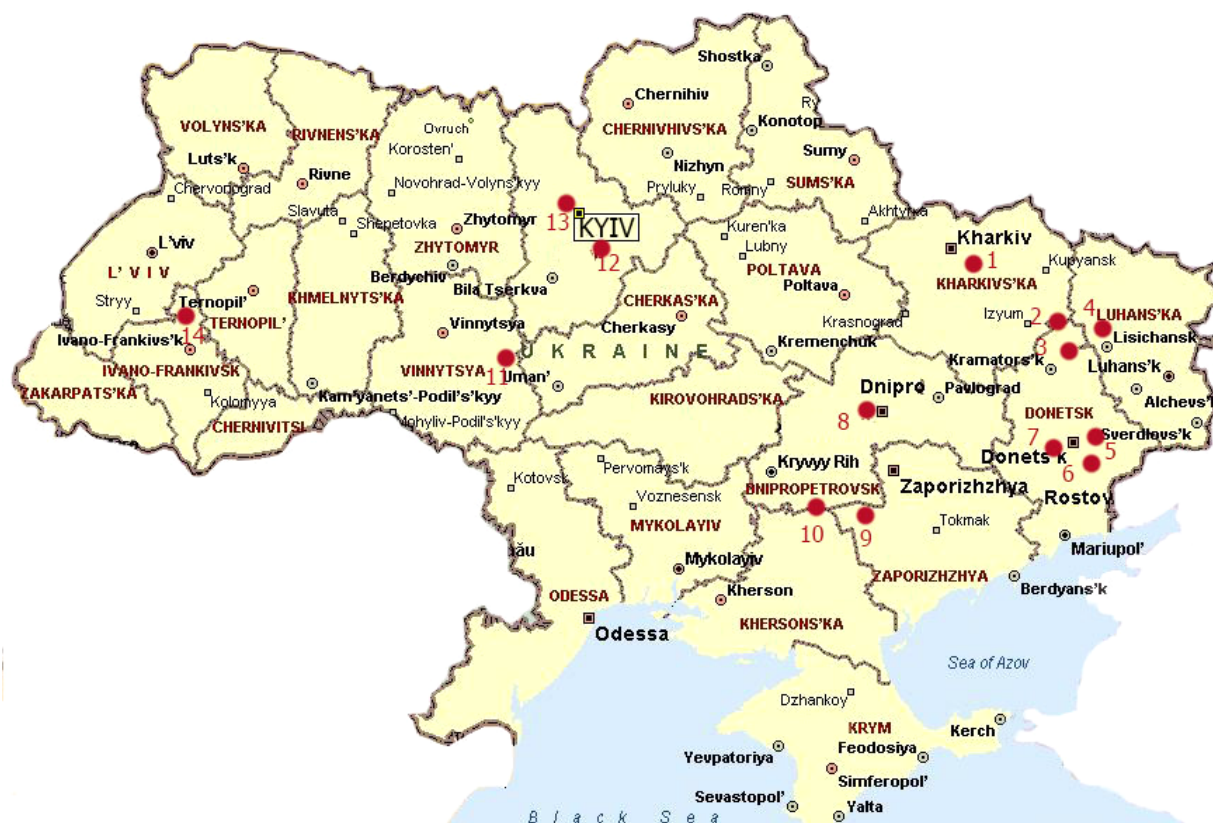 Shostka
Chernihiv
Ry
VOLYNS'KA
RIVNENS'KA
Ovruch
CHERNIVHIVS'KA
Konotop
Korosten'
Luts'k
Rivne
Nizhyn
Sumy
Chervonograd
Novohrad-Volyns'kyy
Pryluky
Romny
SUMS'KA
Slavuta
Shepetovka
Zhytomyr
13
KYIV
Akhtyrka
L'viv
ZHYTOMYR
Kuren'ka
Lubny
Kharkiv
L' V I V
Berdychiv
12
POLTAVA
1
Kupyansk
KHARKIVS'KA
Stryy
Ternopil'
KHMELNYTS'KA
Bila Tserkva
CHERKAS'KA
Poltava
14
TERNOPIL'
Vinnytsya
Cherkasy
Krasnograd
Izyum
2
4
LUHANS'KA
Ivano-Frankivs'k
U K R A I N E
Kremenchuk
3
Lisichansk
IVANO-FRANKIVSK
VINNYTSYA
11
Uman'
Kramators'k
Luhans'k
ZAKARPATS'KA
Kolomyya
Kam'yanets'-Podil's'kyy
KIROVOHRADS'KA
Dnipro
Pavlograd
Alchevs'k
CHERNIVITSI
Mohyliv-Podil's'kyy
8
DONETSK
7
Sverdlovs'k
5
Donets'k
6
Kotovsk
Pervomays'k
Kryvyy Rih
Zaporizhzhya
Rostov
Voznesensk
DNIPROPETROVSK
MYKOLAYIV
10
9
Tokmak
ău
Mykolayiv
Mariupol'
ODESSA
Kherson
ZAPORIZHZHYA
Berdyans'k
Odessa
KHERSONS'KA
Sea of Azov
Dzhankoy
KRYM
Kerch
Yevpatoriya
Feodosiya
Simferopol'
Sevastopol'
Yalta
B l a c k S e a